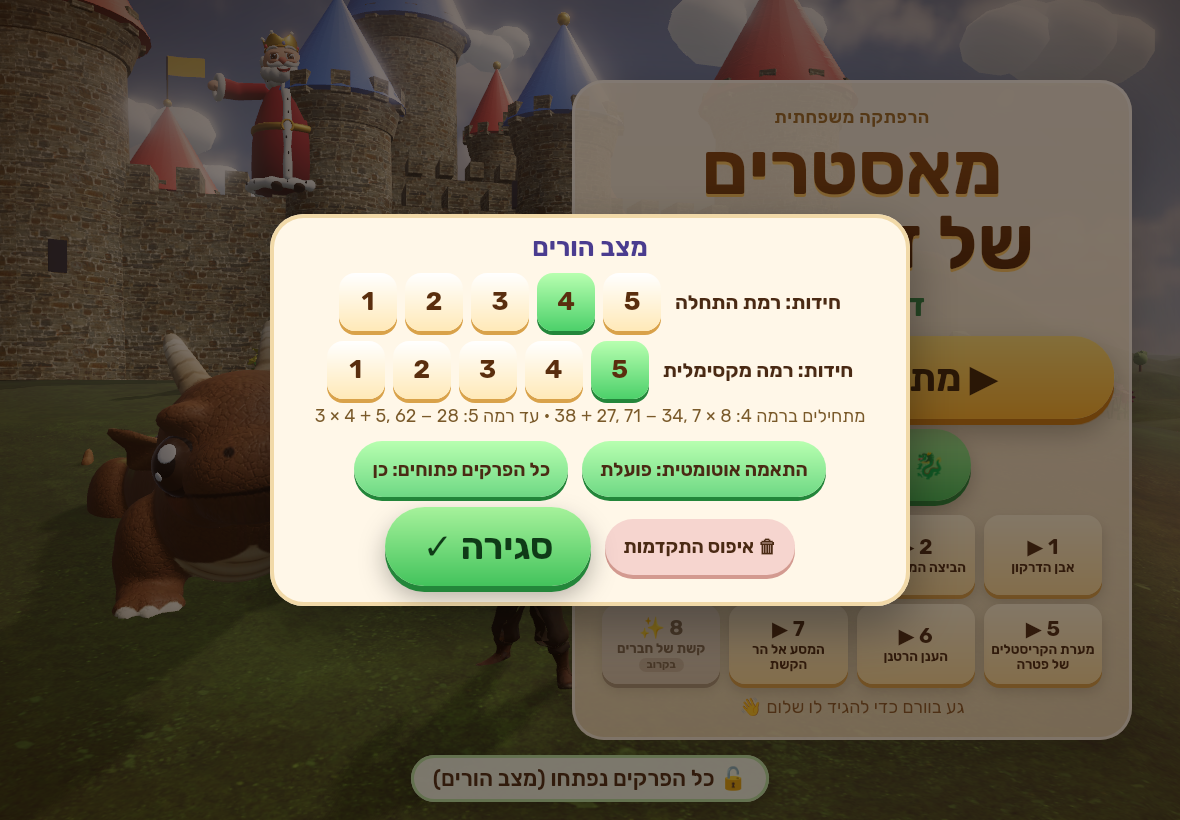 הרפתקה משפחתית
מאסטרים
של
מצב הורים
חידות: רמת התחלה
1 2 3 4 5
חידות: רמה מקסימלית
1 2 3 4 5
מתחילים ברמה 4: 8 × 7 ,34 − 71 ,27 + 38 • עד רמה 5: 28 − 62 ,5 + 4 × 3
התאמה אוטומטית: פועלת
כל הפרקים פתוחים: כן
🗑 איפוס התקדמות
סגירה ✓
▶ 1
אבן הדרקון
2
הביצה
▶ 5
מערת הקריסטלים
של פטרה
▶ 6
הענן הרטנן
▶ 7
המסע אל הר
הקשת
8 ✨
קשת של חברים
בקרוב
גע בוורם כדי להגיד לו שלום 👋
🔓 כל הפרקים נפתחו (מצב הורים)